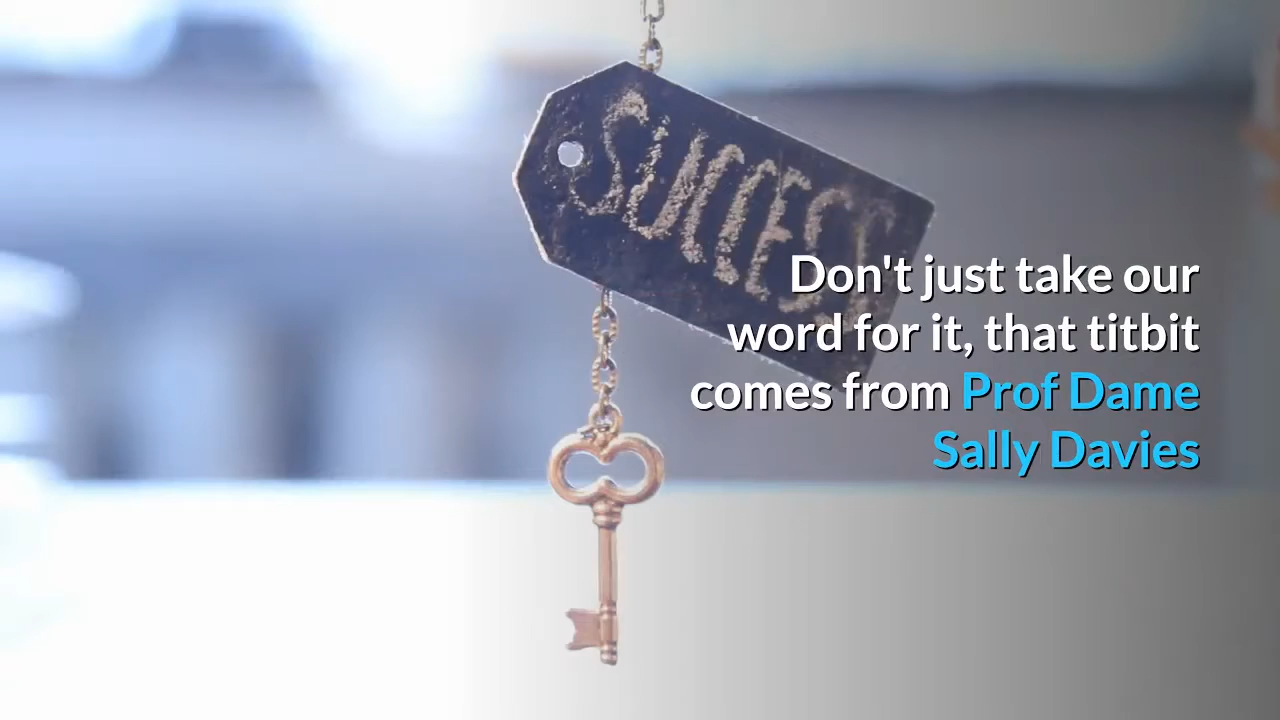 SUCCESS
Don't just take our
word for it, that titbit
comes from Prof Dame
Sally Davies